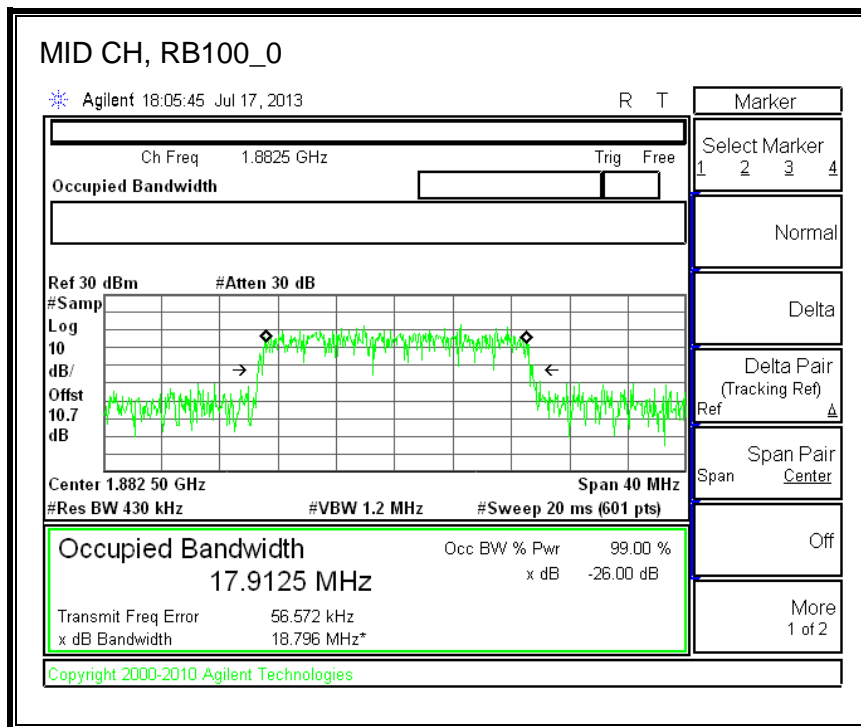 MID CH, RB100_0
Agilent 18:05:45 Jul 17, 2013 R T
Ch Freq 1.8825 GHz Trig Free
Occupied Bandwidth
Ref 30 dBm #Atten 30 dB
#Samp
Log
10
dB/
Offst
10.7
dB
Center 1.882 50 GHz Span 40 MHz
#Res BW 430 kHz #VBW 1.2 MHz #Sweep 20 ms (601 pts)
Occupied Bandwidth Occ BW % Pwr 99.00 %
17.9125 MHz x dB -26.00 dB
Transmit Freq Error 56.572 kHz
x dB Bandwidth 18.796 MHz*
Copyright 2000-2010 Agilent Technologies
Marker
Select Marker
1 2 3 4
Normal
Delta
Delta Pair
(Tracking Ref)
Ref Δ
Span Pair
Span Center
Off
More
1 of 2